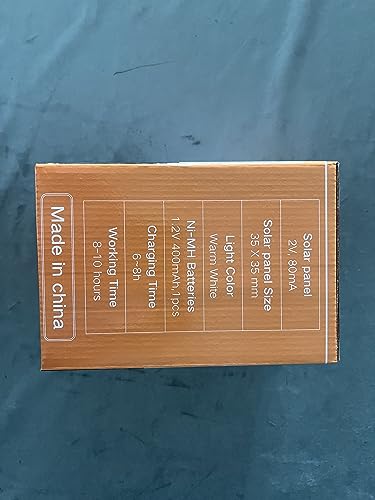 Solar panel
2V, 80mA
Solar panel Size
35 X 35 mm
Light Color
Warm White
Ni-MH Batteries
1.2V 400mAh,1pcs
Charging Time
6~8h
Working Time
8-10 hours
Made in china